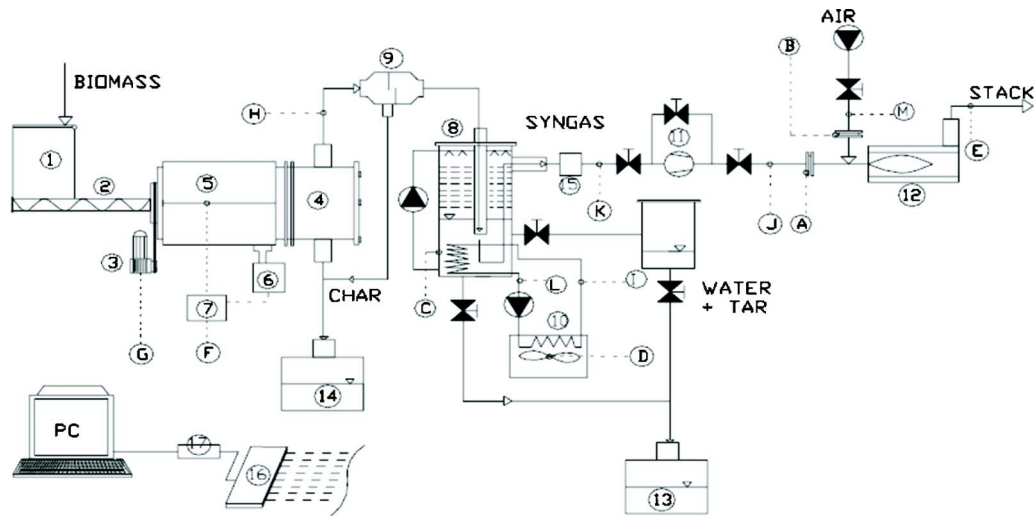 AIR
B
9
BIOMASS
STACK
H
M
8
SYNGAS
11
E
1
2
5
4
15
12
K
J
A
3
6
C
L
I
WATER
+ TAR
7
CHAR
10
G
F
D
14
PC
17
16
13